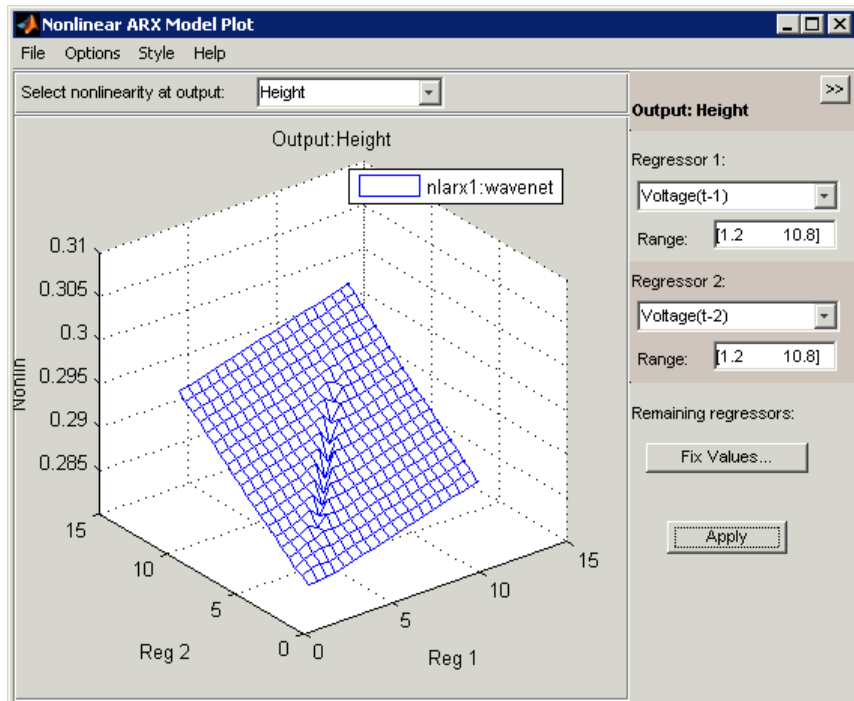 Nonlinear ARX Model Plot
File Options Style Help
Select nonlinearity at output: Height
>>
Output: Height
Output:Height
nlarx1:wavenet
0.31
0.305
0.3
0.295
0.29
0.285
Nonlin
15
10
5
0
Reg 2
0
5
10
15
Reg 1
Regressor 1:
Voltage(t-1)
Range: [1.2 10.8]
Regressor 2:
Voltage(t-2)
Range: [1.2 10.8]
Remaining regressors:
Fix Values...
Apply